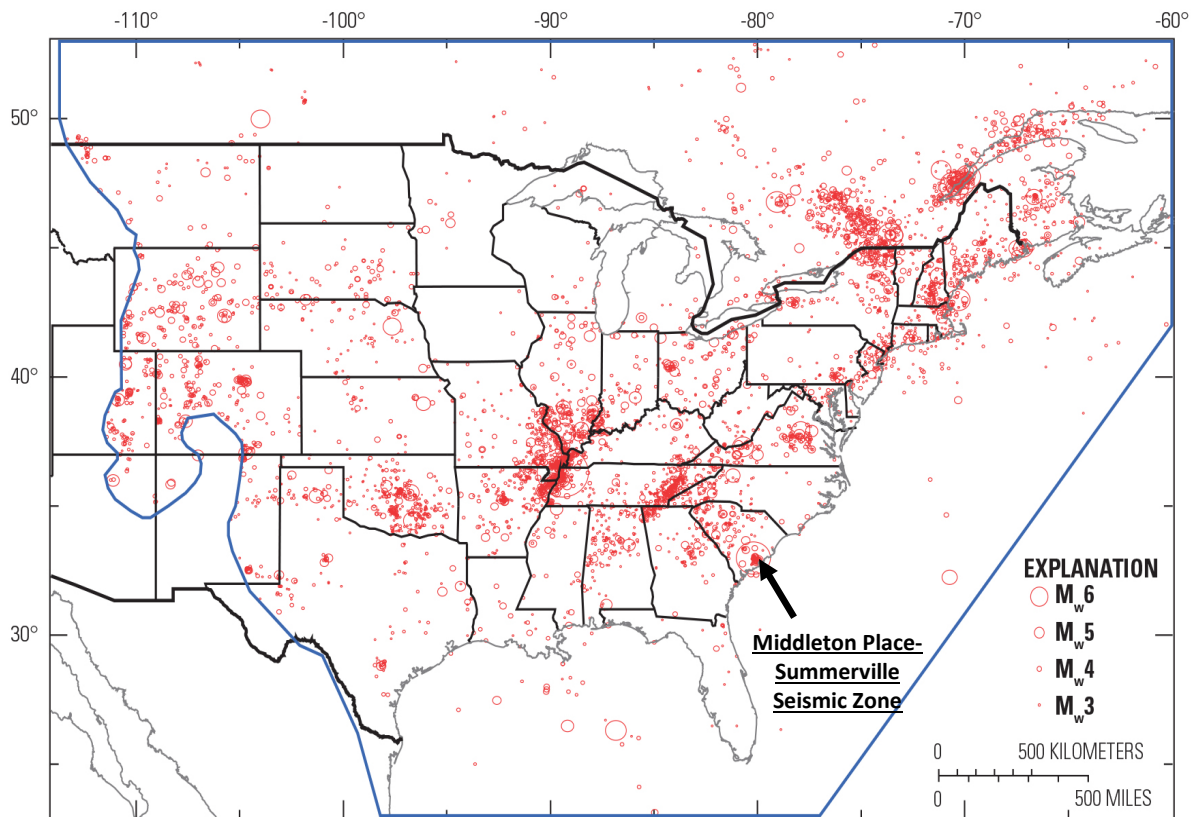 -110° -100° -90° -80° -70° -60°
50°
40°
30°
EXPLANATION
Mw6
Mw5
Mw4
Mw3
Middleton Place-
Summerville
Seismic Zone
0 500 KILOMETERS
0 500 MILES